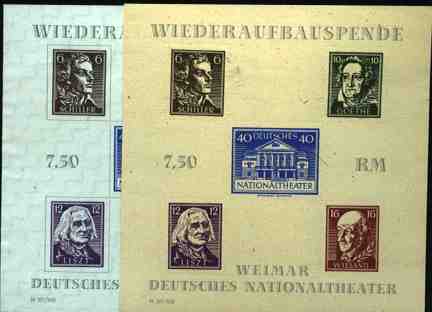 WIEDERA
6 6
SCHILLER
7,50
12 12
LISZT
DEUTSCHES
WIEDERAUFBAUSPENDE
6 6
SCHILLER
10 10
GOETHE
7,50
40 DEUTSCHES 40
NATIONALTHEATER
RM
12 12
LISZT
16 16
WIELAND
WEIMAR
DEUTSCHES NATIONALTHEATER